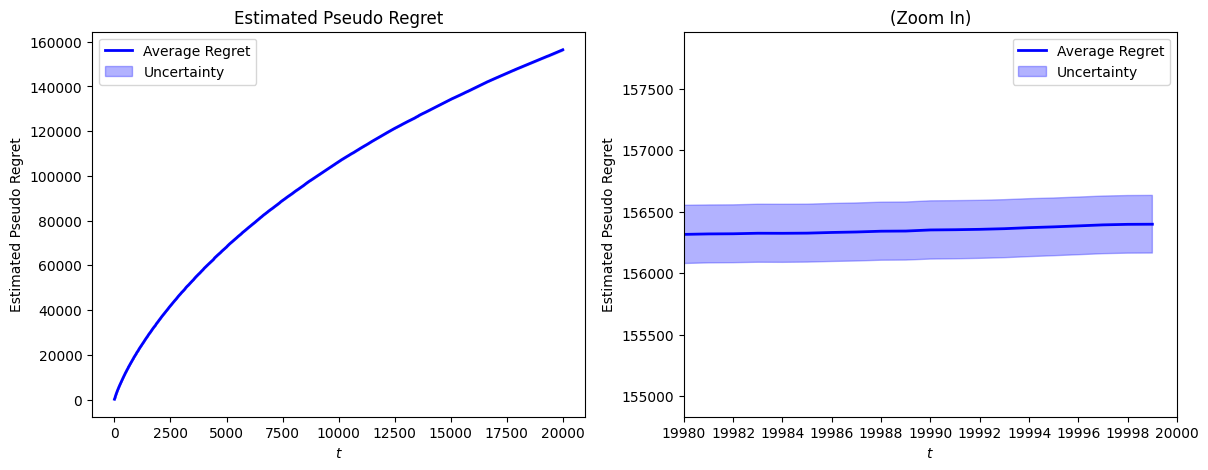 Estimated Pseudo Regret
Average Regret
Uncertainty
Estimated Pseudo Regret
160000
140000
120000
100000
80000
60000
40000
20000
0
0 2500 5000 7500 10000 12500 15000 17500 20000
t
(Zoom In)
Average Regret
Uncertainty
Estimated Pseudo Regret
157500
157000
156500
156000
155500
155000
19980 19982 19984 19986 19988 19990 19992 19994 19996 19998 20000
t